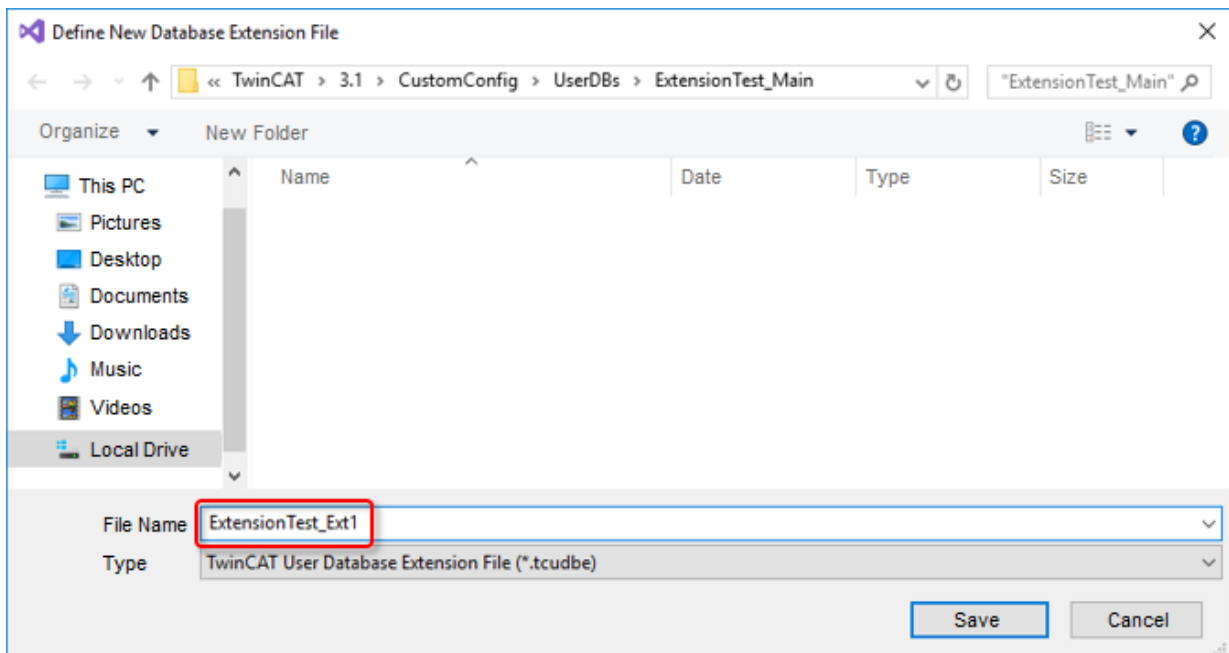 Define New Database Extension File
« TwinCAT > 3.1 > CustomConfig > UserDBs > ExtensionTest_Main
"ExtensionTest_Main"
Organize New Folder
Name Date Type Size
This PC
Pictures
Desktop
Documents
Downloads
Music
Videos
Local Drive
File Name ExtensionTest_Ext1
Type TwinCAT User Database Extension File (*.tcudbe)
Save Cancel